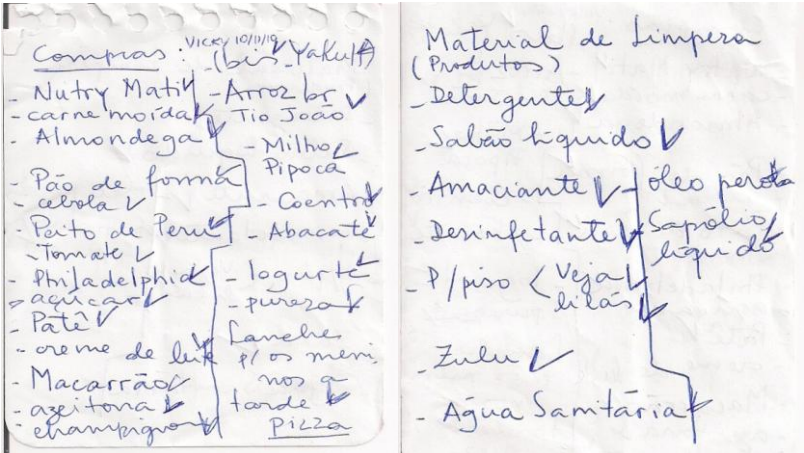 Compras:
VICKY 10/11/19
(bis - Yakult)
- Nutry Matil
- carne moída
- Almondega
- Pão de forma
- cebola
- Peito de Peru
- Tomate
- Philadelphia
- açúcar
- Patê
- creme de leite
- Macarrão
- azeitona
- champignon
- Arroz br
Tio João
- Milho
Pipoca
- Coentro
- Abacate
- Iogurte
- pureza
Lanche
p/ os meni
nos a
tarde
Pizza
Material de Limpeza
(Produtos)
- Detergente
- Sabão líquido
- Amaciante
- Desinfetante
- P/piso < Veja
lilás
- Zulu
- Água Sanitária
- óleo peroba
- Sapólio
líquido